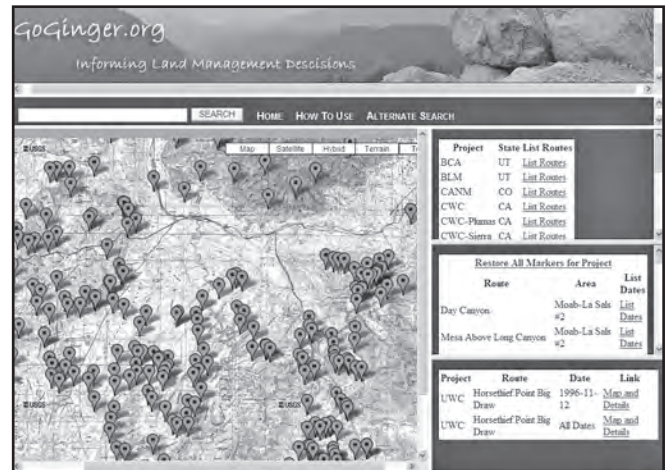 GoGinger.org
Informing Land Management Descisions
SEARCH HOME HOW TO USE ALTERNATE SEARCH
USGS
Map Satellite Hybrid Terrain
Project State List Routes
BCA UT List Routes
BLM UT List Routes
CANM CO List Routes
CWC CA List Routes
CWC-Plumas CA List Routes
CWC-Sierra CA List Routes
Restore All Markers for Project
Route Area List Dates
Day Canyon Moab-La Sals #2 List Dates
Mesa Above Long Canyon Moab-La Sals #2 List Dates
USGS USGS
Project Route Date Link
UWC Horsethief Point Big Draw 1996-11-12 Map and Details
UWC Horsethief Point Big Draw All Dates Map and Details